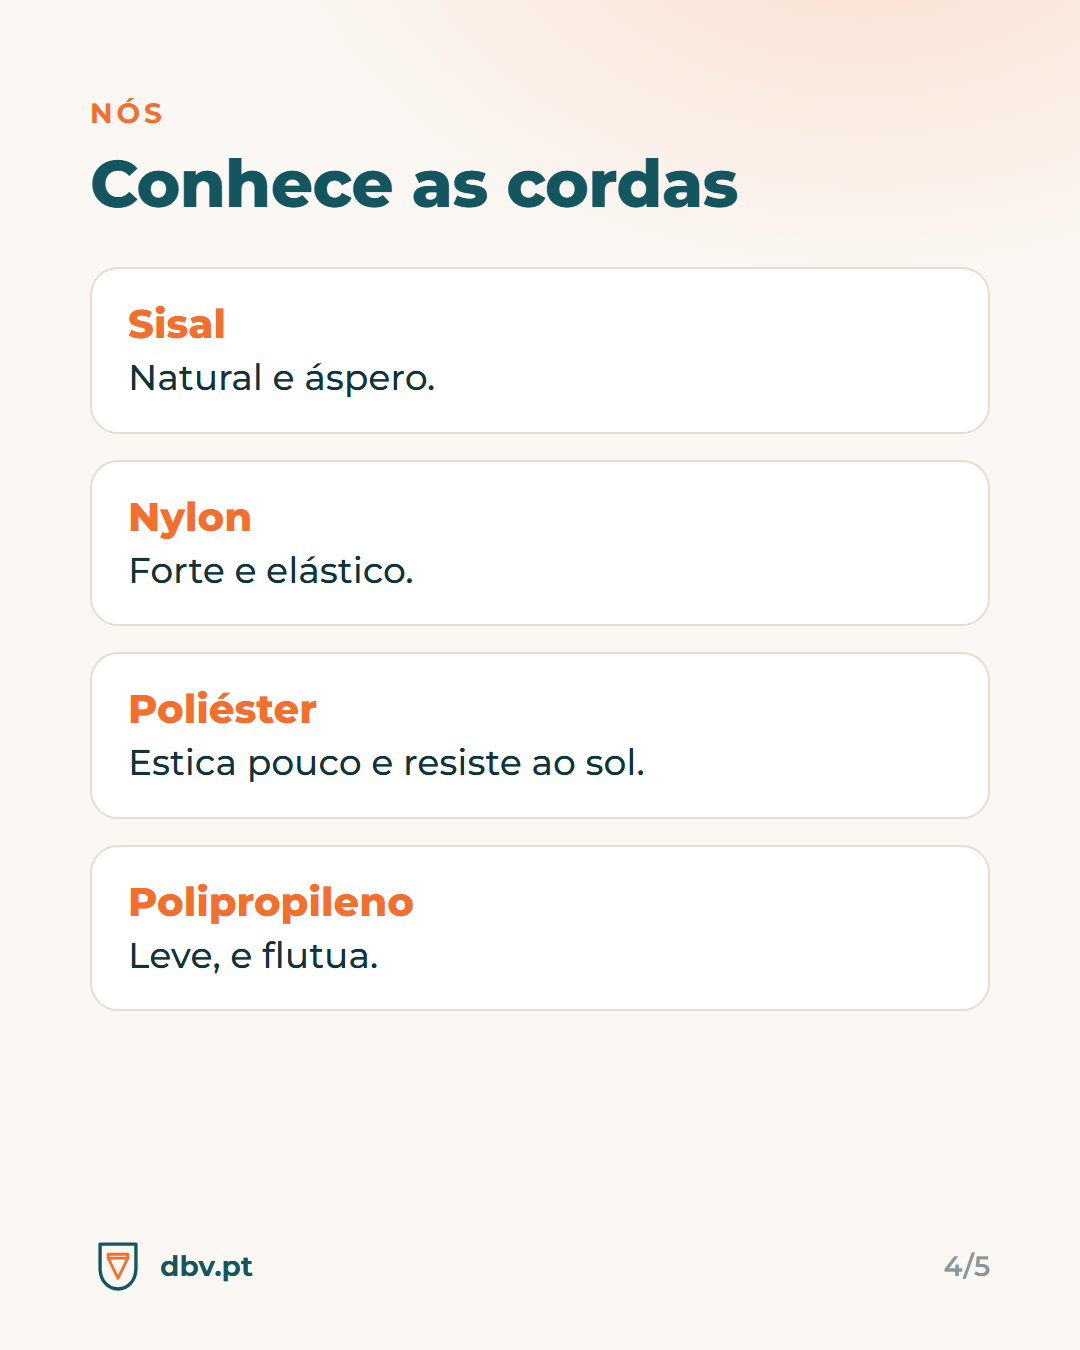 NÓS
Conhece as cordas
Sisal
Natural e áspero.
Nylon
Forte e elástico.
Poliéster
Estica pouco e resiste ao sol.
Polipropileno
Leve, e flutua.
dbv.pt
4/5